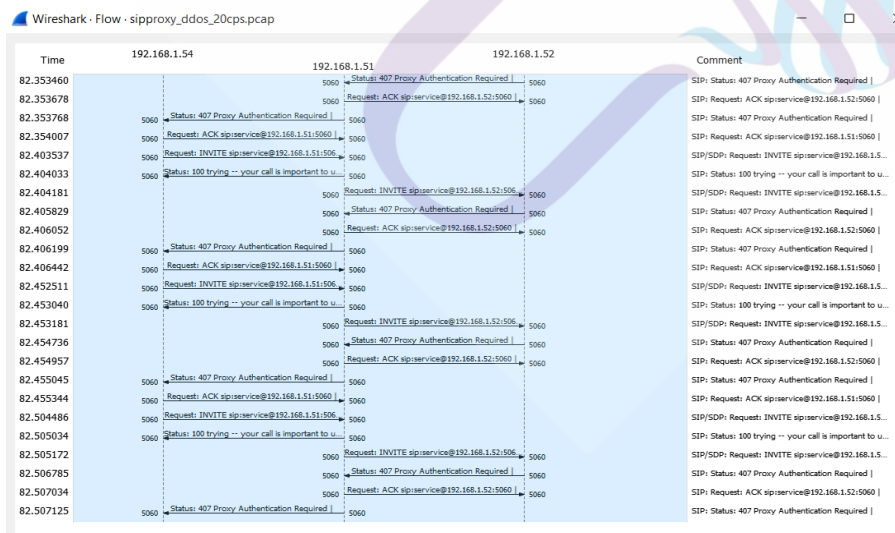 Wireshark · Flow · sipproxy_ddos_20cps.pcap
Time 192.168.1.54 192.168.1.51 192.168.1.52 Comment
82.353460 5060 Status: 407 Proxy Authentication Required | 5060 SIP: Status: 407 Proxy Authentication Required |
82.353678 5060 Request: ACK sip:service@192.168.1.52:5060 | 5060 SIP: Request: ACK sip:service@192.168.1.52:5060 |
82.353768 5060 Status: 407 Proxy Authentication Required | 5060 SIP: Status: 407 Proxy Authentication Required |
82.354007 5060 Request: ACK sip:service@192.168.1.51:5060 | 5060 SIP: Request: ACK sip:service@192.168.1.51:5060 |
82.403537 5060 Request: INVITE sip:service@192.168.1.51:506... 5060 SIP/SDP: Request: INVITE sip:service@192.168.1.5...
82.404033 5060 Status: 100 trying -- your call is important to u... 5060 SIP: Status: 100 trying -- your call is important to u...
82.404181 5060 Request: INVITE sip:service@192.168.1.52:506... 5060 SIP/SDP: Request: INVITE sip:service@192.168.1.5...
82.405829 5060 Status: 407 Proxy Authentication Required | 5060 SIP: Status: 407 Proxy Authentication Required |
82.406052 5060 Request: ACK sip:service@192.168.1.52:5060 | 5060 SIP: Request: ACK sip:service@192.168.1.52:5060 |
82.406199 5060 Status: 407 Proxy Authentication Required | 5060 SIP: Status: 407 Proxy Authentication Required |
82.406442 5060 Request: ACK sip:service@192.168.1.51:5060 | 5060 SIP: Request: ACK sip:service@192.168.1.51:5060 |
82.452511 5060 Request: INVITE sip:service@192.168.1.51:506... 5060 SIP/SDP: Request: INVITE sip:service@192.168.1.5...
82.453040 5060 Status: 100 trying -- your call is important to u... 5060 SIP: Status: 100 trying -- your call is important to u...
82.453181 5060 Request: INVITE sip:service@192.168.1.52:506... 5060 SIP/SDP: Request: INVITE sip:service@192.168.1.5...
82.454736 5060 Status: 407 Proxy Authentication Required | 5060 SIP: Status: 407 Proxy Authentication Required |
82.454957 5060 Request: ACK sip:service@192.168.1.52:5060 | 5060 SIP: Request: ACK sip:service@192.168.1.52:5060 |
82.455045 5060 Status: 407 Proxy Authentication Required | 5060 SIP: Status: 407 Proxy Authentication Required |
82.455344 5060 Request: ACK sip:service@192.168.1.51:5060 | 5060 SIP: Request: ACK sip:service@192.168.1.51:5060 |
82.504486 5060 Request: INVITE sip:service@192.168.1.51:506... 5060 SIP/SDP: Request: INVITE sip:service@192.168.1.5...
82.505034 5060 Status: 100 trying -- your call is important to u... 5060 SIP: Status: 100 trying -- your call is important to u...
82.505172 5060 Request: INVITE sip:service@192.168.1.52:506... 5060 SIP/SDP: Request: INVITE sip:service@192.168.1.5...
82.506785 5060 Status: 407 Proxy Authentication Required | 5060 SIP: Status: 407 Proxy Authentication Required |
82.507034 5060 Request: ACK sip:service@192.168.1.52:5060 | 5060 SIP: Request: ACK sip:service@192.168.1.52:5060 |
82.507125 5060 Status: 407 Proxy Authentication Required | 5060 SIP: Status: 407 Proxy Authentication Required |